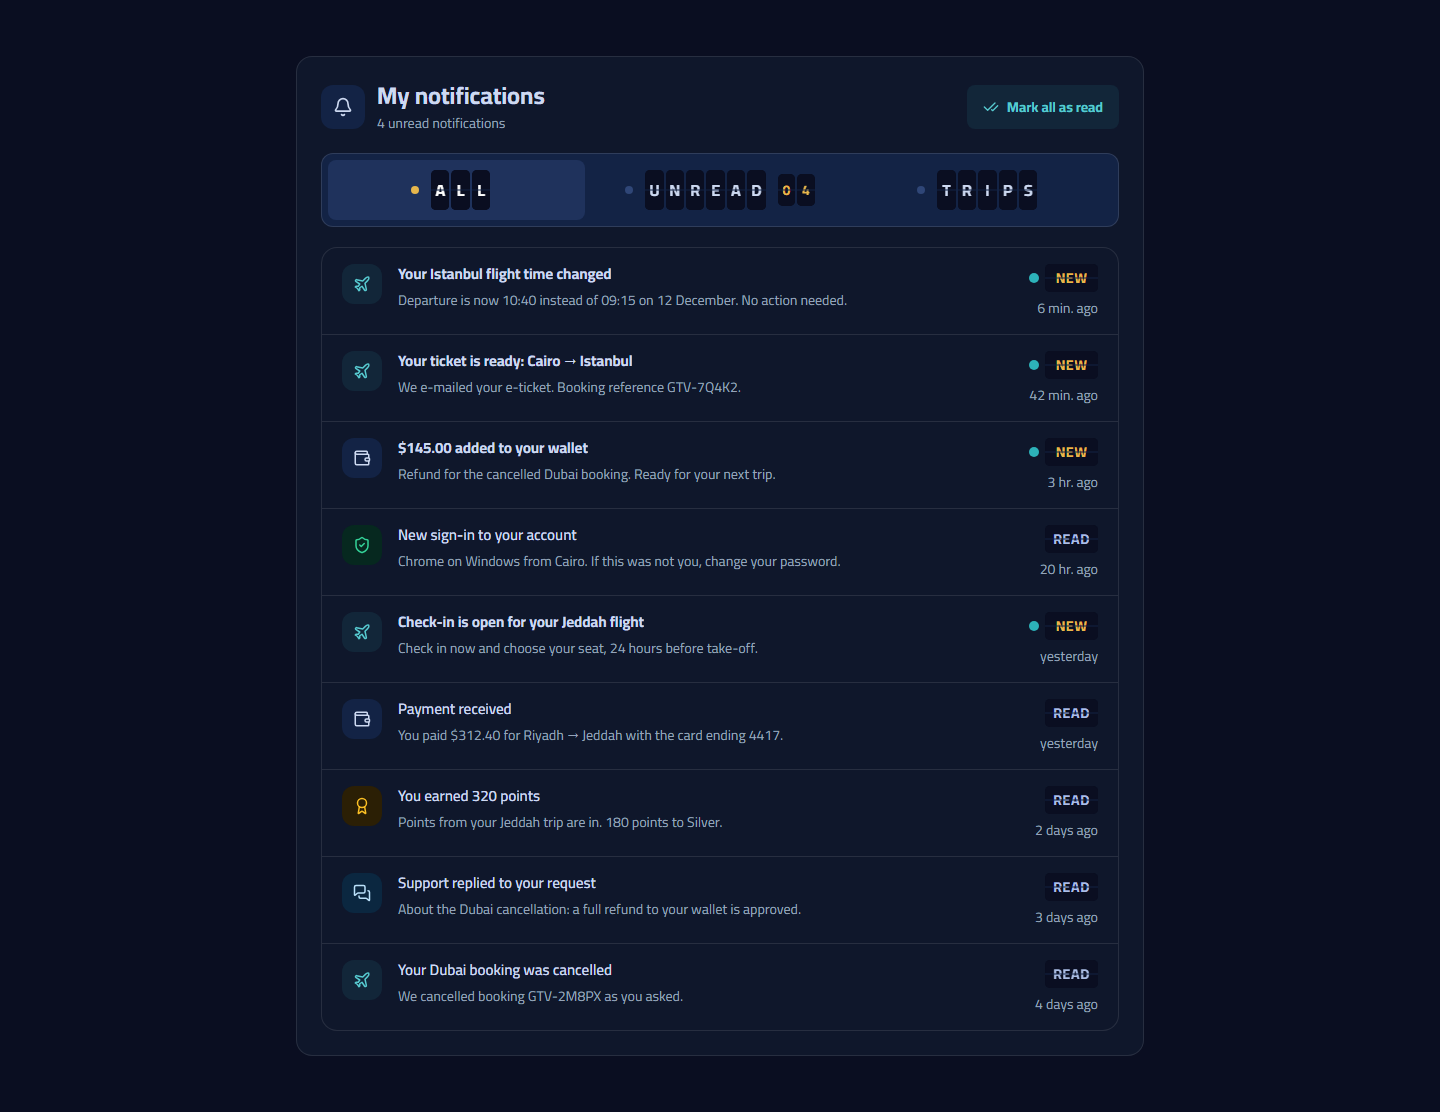 My notifications
4 unread notifications
Mark all as read
ALL
UNREAD 04
TRIPS
Your Istanbul flight time changed
Departure is now 10:40 instead of 09:15 on 12 December. No action needed.
NEW
6 min. ago
Your ticket is ready: Cairo → Istanbul
We e-mailed your e-ticket. Booking reference GTV-7Q4K2.
NEW
42 min. ago
$145.00 added to your wallet
Refund for the cancelled Dubai booking. Ready for your next trip.
NEW
3 hr. ago
New sign-in to your account
Chrome on Windows from Cairo. If this was not you, change your password.
READ
20 hr. ago
Check-in is open for your Jeddah flight
Check in now and choose your seat, 24 hours before take-off.
NEW
yesterday
Payment received
You paid $312.40 for Riyadh → Jeddah with the card ending 4417.
READ
yesterday
You earned 320 points
Points from your Jeddah trip are in. 180 points to Silver.
READ
2 days ago
Support replied to your request
About the Dubai cancellation: a full refund to your wallet is approved.
READ
3 days ago
Your Dubai booking was cancelled
We cancelled booking GTV-2M8PX as you asked.
READ
4 days ago